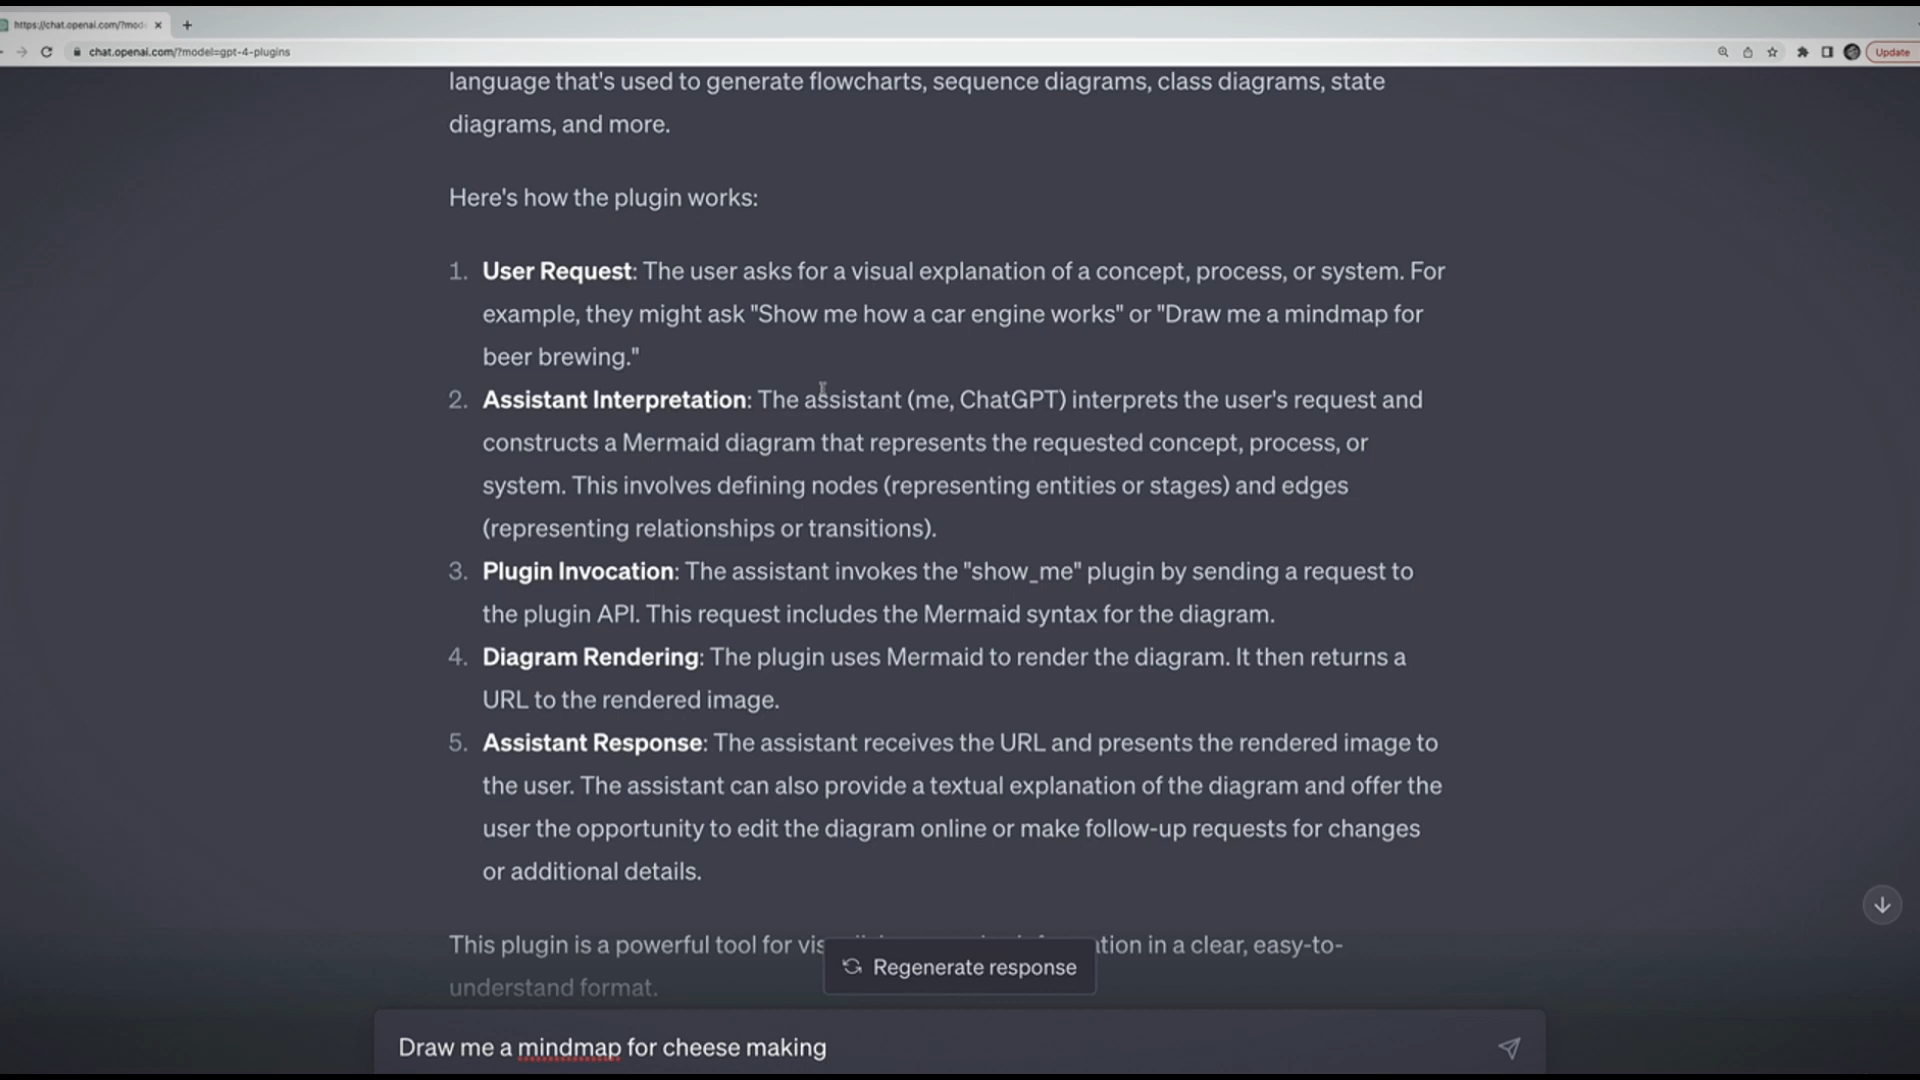 https://chat.openai.com/?mod
chat.openai.com/?model=gpt-4-plugins
Update
language that's used to generate flowcharts, sequence diagrams, class diagrams, state
diagrams, and more.
Here's how the plugin works:
1. User Request: The user asks for a visual explanation of a concept, process, or system. For
example, they might ask "Show me how a car engine works" or "Draw me a mindmap for
beer brewing."
2. Assistant Interpretation: The assistant (me, ChatGPT) interprets the user's request and
constructs a Mermaid diagram that represents the requested concept, process, or
system. This involves defining nodes (representing entities or stages) and edges
(representing relationships or transitions).
3. Plugin Invocation: The assistant invokes the "show_me" plugin by sending a request to
the plugin API. This request includes the Mermaid syntax for the diagram.
4. Diagram Rendering: The plugin uses Mermaid to render the diagram. It then returns a
URL to the rendered image.
5. Assistant Response: The assistant receives the URL and presents the rendered image to
the user. The assistant can also provide a textual explanation of the diagram and offer the
user the opportunity to edit the diagram online or make follow-up requests for changes
or additional details.
This plugin is a powerful tool for in a clear, easy-to-
Regenerate response
understand format.
Draw me a mindmap for cheese making